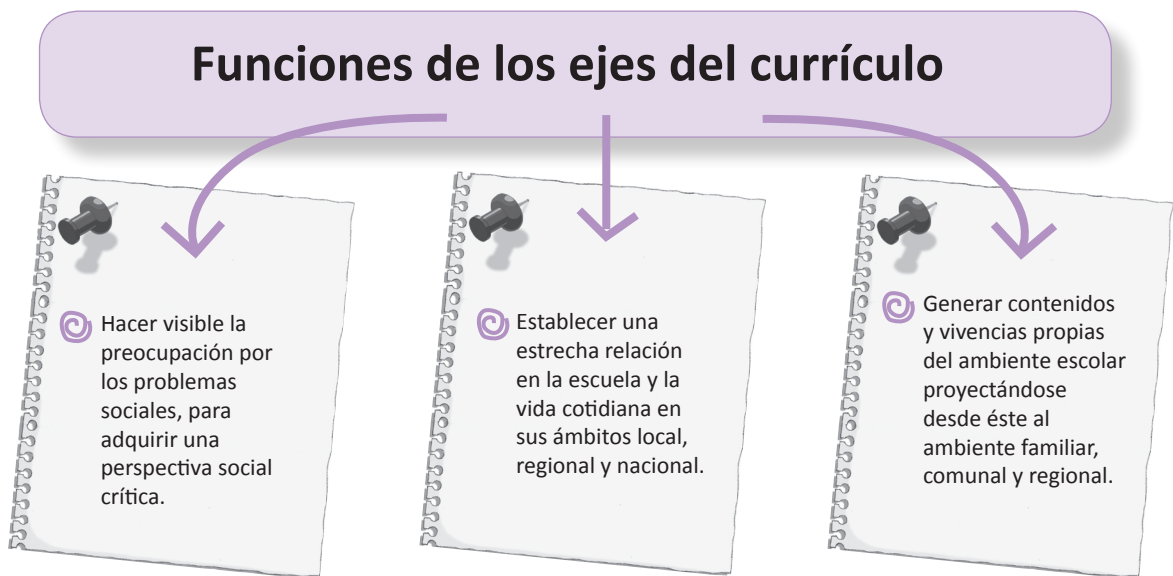 Funciones de los ejes del currículo
Hacer visible la
preocupación por
los problemas
sociales, para
adquirir una
perspectiva social
crítica.
Establecer una
estrecha relación
en la escuela y la
vida cotidiana en
sus ámbitos local,
regional y nacional.
Generar contenidos
y vivencias propias
del ambiente escolar
proyectándose
desde éste al
ambiente familiar,
comunal y regional.